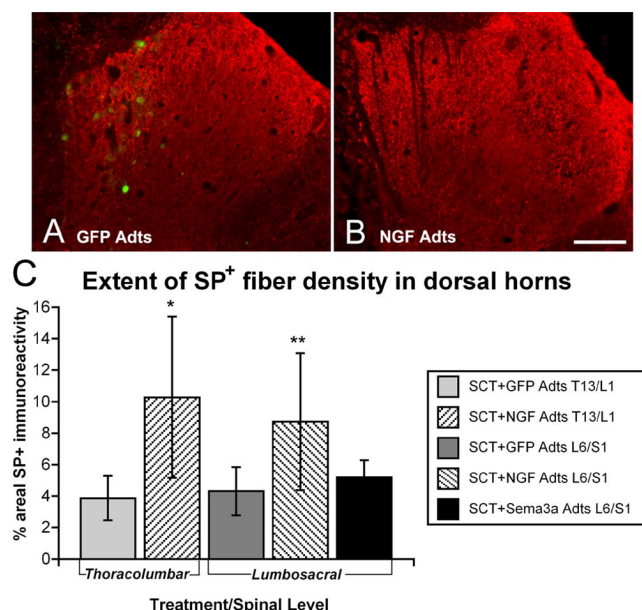 A GFP Adts
B NGF Adts
C Extent of SP+ fiber density in dorsal horns
% areal SP+ immunoreactivity
16
14
12
10
8
6
4
2
0
*
**
Thoracolumbar
Lumbosacral
Treatment/Spinal Level
SCT+GFP Adts T13/L1
SCT+NGF Adts T13/L1
SCT+GFP Adts L6/S1
SCT+NGF Adts L6/S1
SCT+Sema3a Adts L6/S1